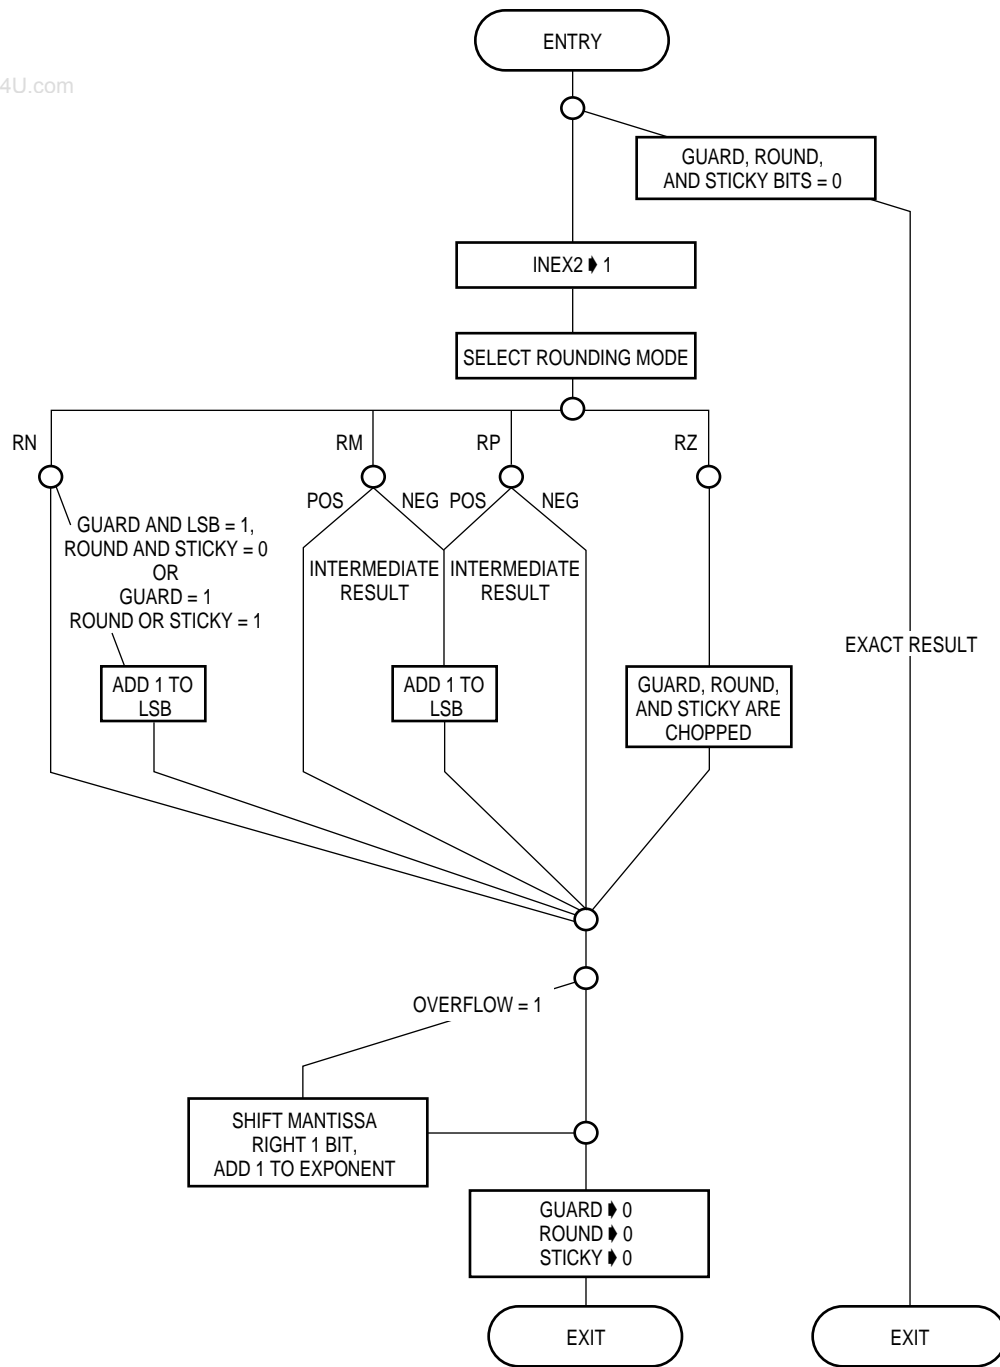 ENTRY
4U.com
GUARD, ROUND,
AND STICKY BITS = 0
INEX2 ➧ 1
SELECT ROUNDING MODE
RN
RM
RP
RZ
POS
NEG
POS
NEG
GUARD AND LSB = 1,
ROUND AND STICKY = 0
OR
GUARD = 1
ROUND OR STICKY = 1
INTERMEDIATE
RESULT
INTERMEDIATE
RESULT
EXACT RESULT
ADD 1 TO
LSB
ADD 1 TO
LSB
GUARD, ROUND,
AND STICKY ARE
CHOPPED
OVERFLOW = 1
SHIFT MANTISSA
RIGHT 1 BIT,
ADD 1 TO EXPONENT
GUARD ➧ 0
ROUND ➧ 0
STICKY ➧ 0
EXIT
EXIT